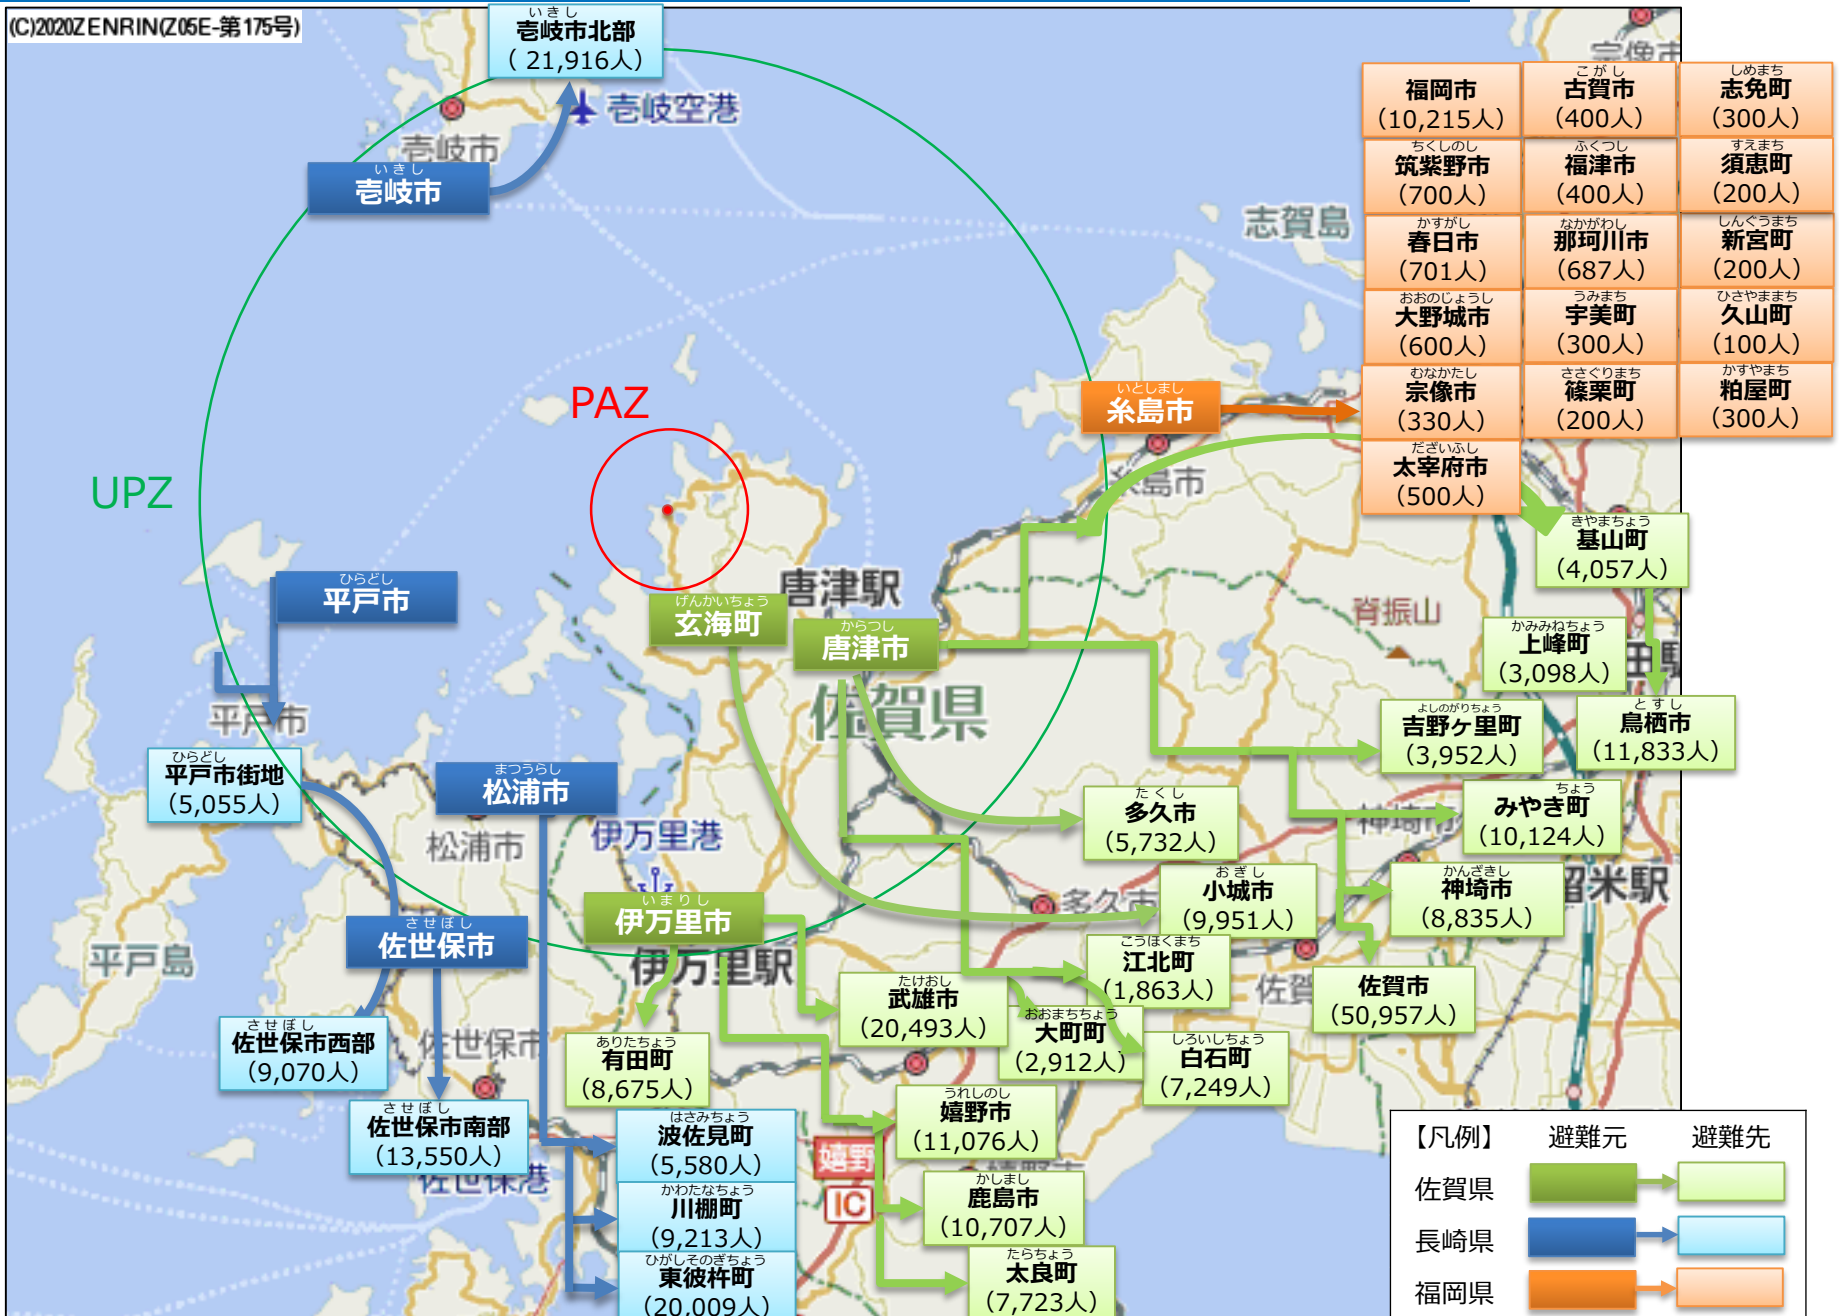 (C)2020ZENRIN(Z05E-第175号)
いきし
壱岐市北部
( 21,916人)
壱岐空港
壱岐市
いきし
壱岐市
宗像市
志賀島
福岡市
(10,215人)
こがし
古賀市
(400人)
しめまち
志免町
(300人)
ちくしのし
筑紫野市
(700人)
ふくつし
福津市
(400人)
すえまち
須恵町
(200人)
かすがし
春日市
(701人)
なかがわし
那珂川市
(687人)
しんぐうまち
新宮町
(200人)
おおのじょうし
大野城市
(600人)
うみまち
宇美町
(300人)
ひさやままち
久山町
(100人)
むなかたし
宗像市
(330人)
ささぐりまち
篠栗町
(200人)
かすやまち
粕屋町
(300人)
だざいふし
太宰府市
(500人)
PAZ
UPZ
いとしまし
糸島市
糸島市
きやまちょう
基山町
(4,057人)
ひらどし
平戸市
げんかいちょう
玄海町
唐津駅
からつし
唐津市
脊振山
かみみねちょう
上峰町
(3,098人)
田駅
佐賀県
平戸市
よしのがりちょう
吉野ヶ里町
(3,952人)
とすし
鳥栖市
(11,833人)
ひらどし
平戸市街地
(5,055人)
まつうらし
松浦市
松浦市
伊万里港
たくし
多久市
(5,732人)
神埼市
ちょう
みやき町
(10,124人)
おぎし
小城市
(9,951人)
多久市
かんざきし
神埼市
(8,835人)
留米駅
いまりし
伊万里市
伊万里駅
平戸島
させぼし
佐世保市
こうほくまち
江北町
(1,863人)
佐賀
佐賀市
(50,957人)
たけおし
武雄市
(20,493人)
おおまちちょう
大町町
(2,912人)
しろいしちょう
白石町
(7,249人)
させぼし
佐世保市西部
(9,070人)
佐世保市
ありたちょう
有田町
(8,675人)
させぼし
佐世保市南部
(13,550人)
佐世保港
うれしのし
嬉野市
(11,076人)
はさみちょう
波佐見町
(5,580人)
嬉野
IC
嬉野市
かわたなちょう
川棚町
(9,213人)
かしまし
鹿島市
(10,707人)
ひがしそのぎちょう
東彼杵町
(20,009人)
たらちょう
太良町
(7,723人)
【凡例】 避難元 避難先
佐賀県
長崎県
福岡県